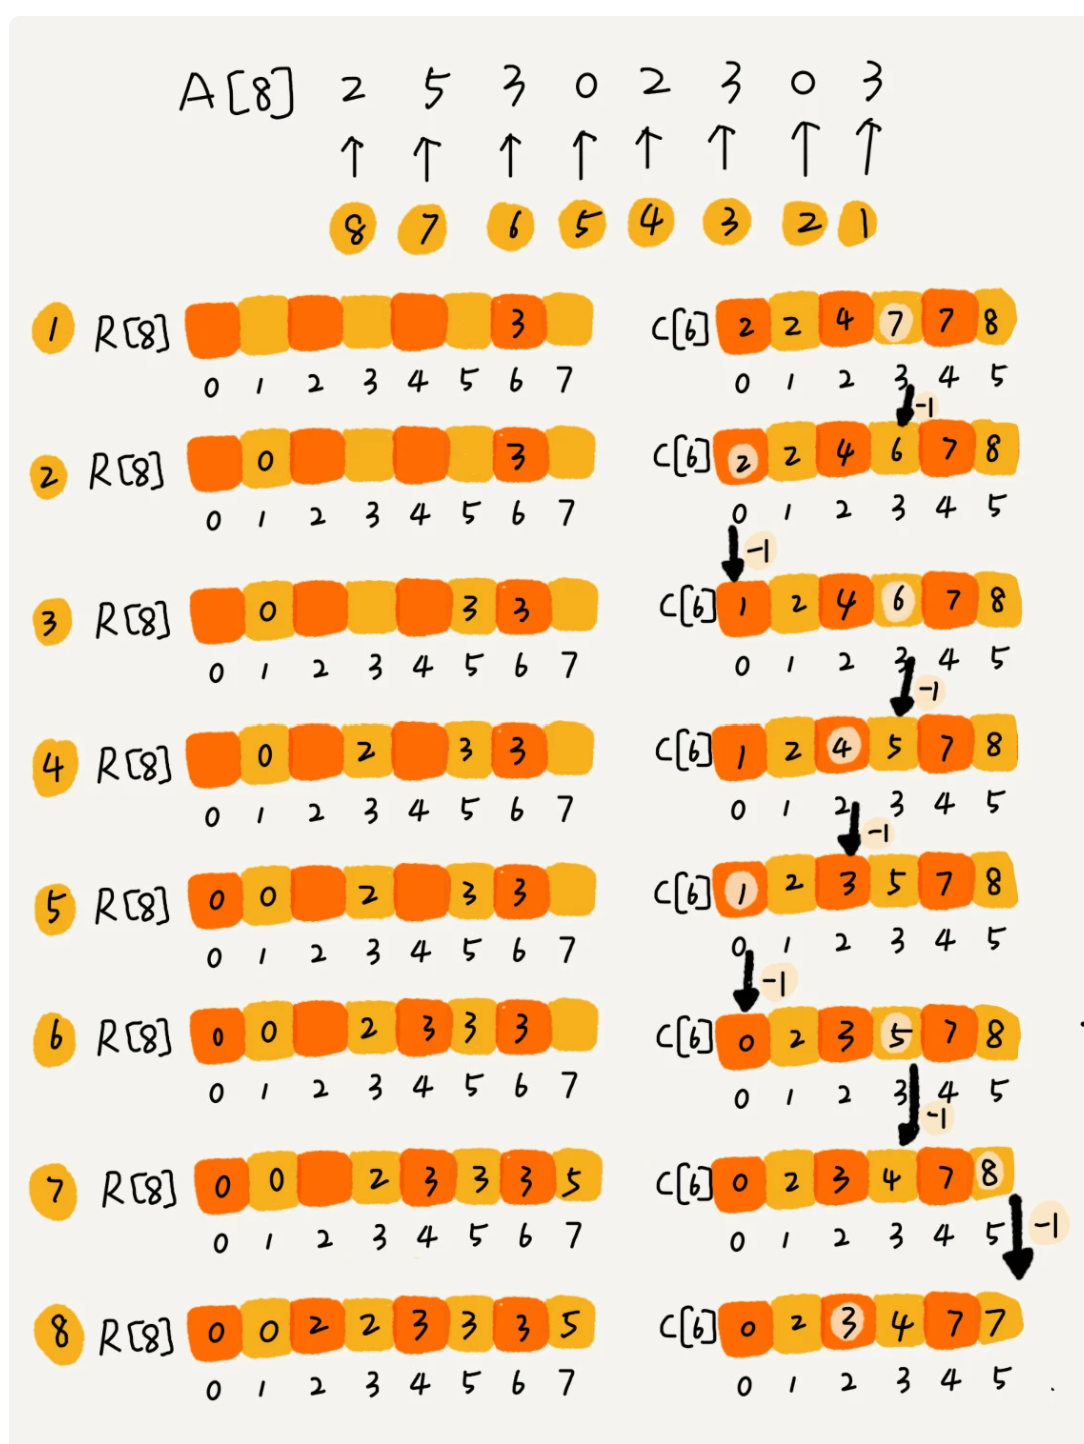 A[8] 2 5 3 0 2 3 0 3
8 7 6 5 4 3 2 1
1 R[8] 3 C[6] 2 2 4 7 7 8
0 1 2 3 4 5 6 7 0 1 2 3 4 5
-1
2 R[8] 0 3 C[6] 2 2 4 6 7 8
0 1 2 3 4 5 6 7 0 1 2 3 4 5
-1
3 R[8] 0 3 3 C[6] 1 2 4 6 7 8
0 1 2 3 4 5 6 7 0 1 2 3 4 5
-1
4 R[8] 0 2 3 3 C[6] 1 2 4 5 7 8
0 1 2 3 4 5 6 7 0 1 2 3 4 5
-1
5 R[8] 0 0 2 3 3 C[6] 1 2 3 5 7 8
0 1 2 3 4 5 6 7 0 1 2 3 4 5
-1
6 R[8] 0 0 2 3 3 3 C[6] 0 2 3 5 7 8
0 1 2 3 4 5 6 7 0 1 2 3 4 5
-1
7 R[8] 0 0 2 3 3 3 5 C[6] 0 2 3 4 7 8
0 1 2 3 4 5 6 7 0 1 2 3 4 5
-1
8 R[8] 0 0 2 2 3 3 3 5 C[6] 0 2 3 4 7 7
0 1 2 3 4 5 6 7 0 1 2 3 4 5